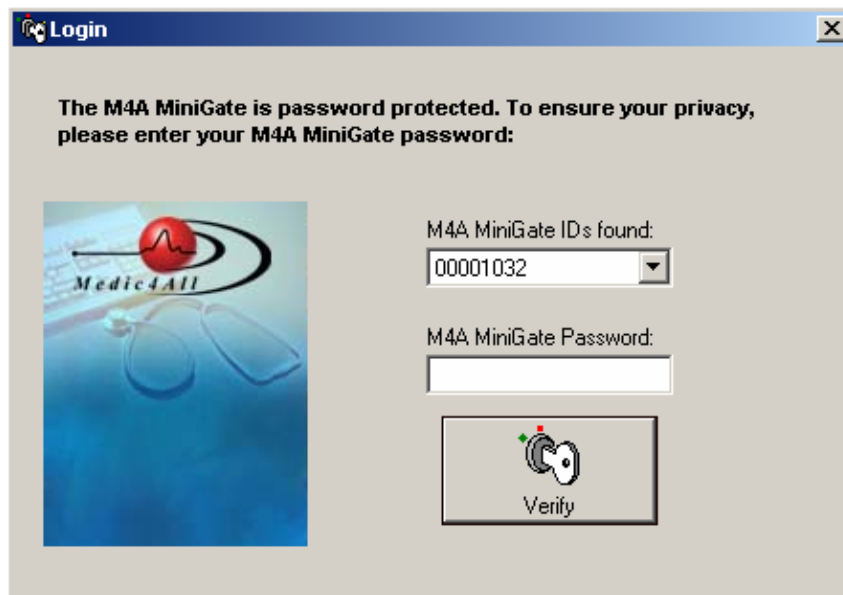 Login
The M4A MiniGate is password protected. To ensure your privacy,
please enter your M4A MiniGate password:
Medic4All
M4A MiniGate IDs found:
00001032
M4A MiniGate Password:
Verify